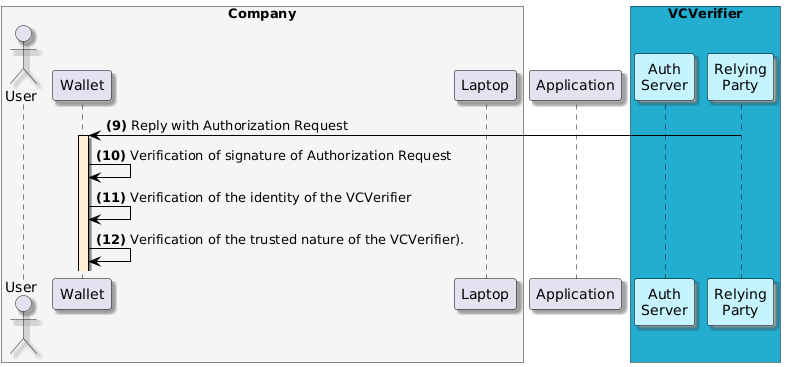 Company
VCVerifier
User
Wallet
Laptop
Application
Auth
Server
Relying
Party
(9) Reply with Authorization Request
(10) Verification of signature of Authorization Request
(11) Verification of the identity of the VCVerifier
(12) Verification of the trusted nature of the VCVerifier).
User
Wallet
Laptop
Application
Auth
Server
Relying
Party